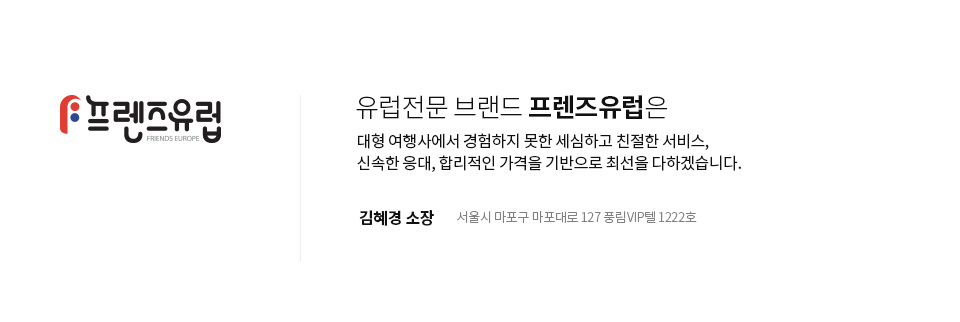 프렌즈유럽
FRIENDS EUROPE
유럽전문 브랜드 프렌즈유럽은
대형 여행사에서 경험하지 못한 세심하고 친절한 서비스,
신속한 응대, 합리적인 가격을 기반으로 최선을 다하겠습니다.
김혜경 소장 서울시 마포구 마포대로 127 풍림VIP텔 1222호